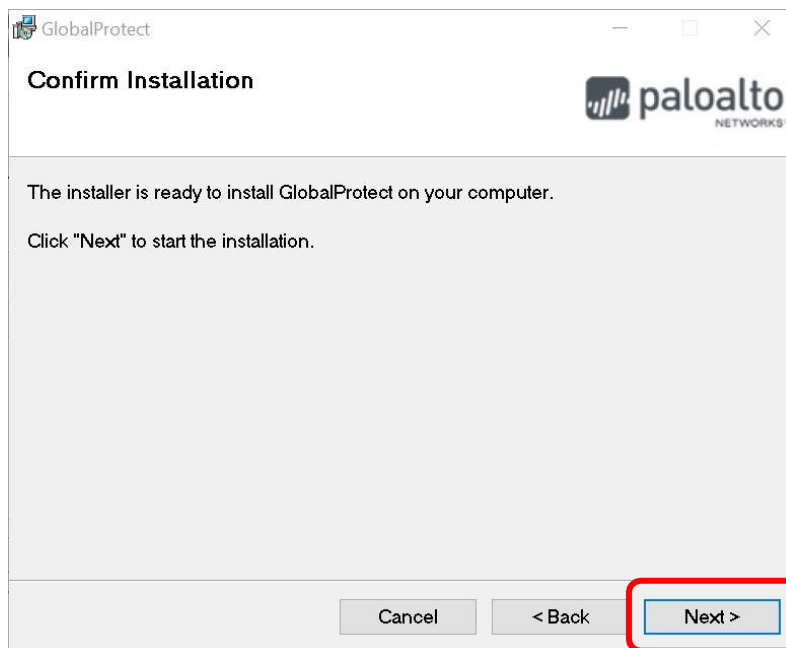 GlobalProtect
Confirm Installation
paloalto
NETWORKS
The installer is ready to install GlobalProtect on your computer.
Click "Next" to start the installation.
Cancel
< Back
Next >